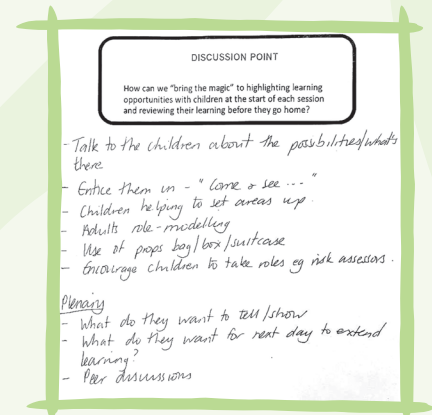 DISCUSSION POINT
How can we "bring the magic" to highlighting learning
opportunities with children at the start of each session
and reviewing their learning before they go home?
- Talk to the children about the possibilities/what's
there
- Entice them in - "Come & see ... "
- Children helping to set areas up.
- Adults role-modelling
- Use of props bag/box/suitcase
- Encourage children to take roles eg risk assessors.
Plenary
- What do they want to tell/show
- What do they want for next day to extend
learning?
- Peer discussions